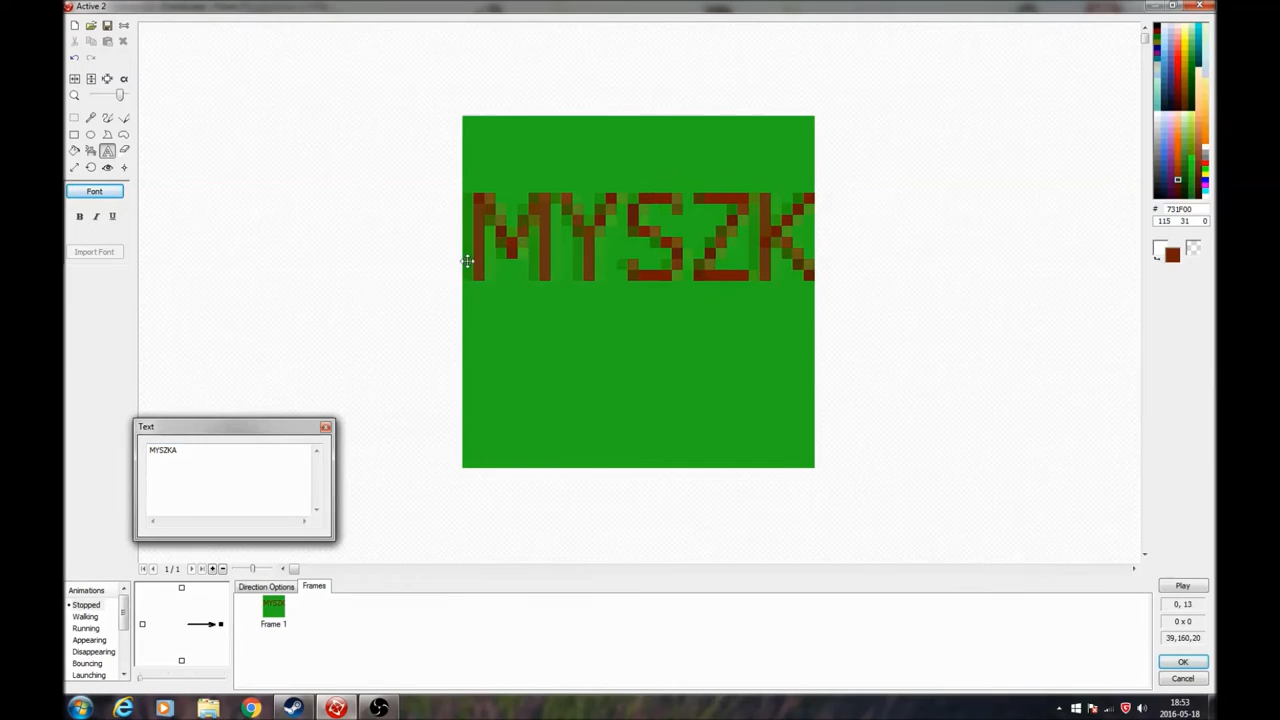 Active 2
Font
B I U
Import Font
# 731F00
115 31 0
MYSZK
Text
MYSZKA
1 / 1
Animations
Stopped
Walking
Running
Appearing
Disappearing
Bouncing
Launching
Direction Options
Frames
MYSZK
Frame 1
Play
0, 13
0 x 0
39,160,20
OK
Cancel
18:53
2016-05-18